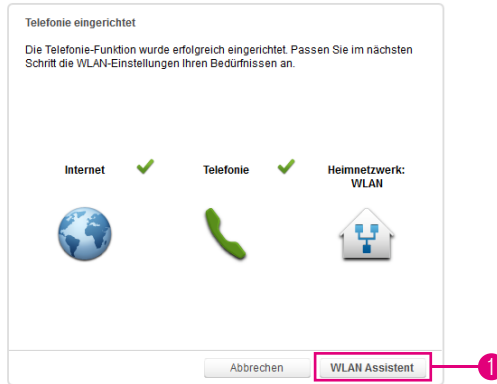 Telefonie eingerichtet
Die Telefonie-Funktion wurde erfolgreich eingerichtet. Passen Sie im nächsten
Schritt die WLAN-Einstellungen Ihren Bedürfnissen an.
Internet
Telefonie
Heimnetzwerk:
WLAN
Abbrechen
WLAN Assistent
1